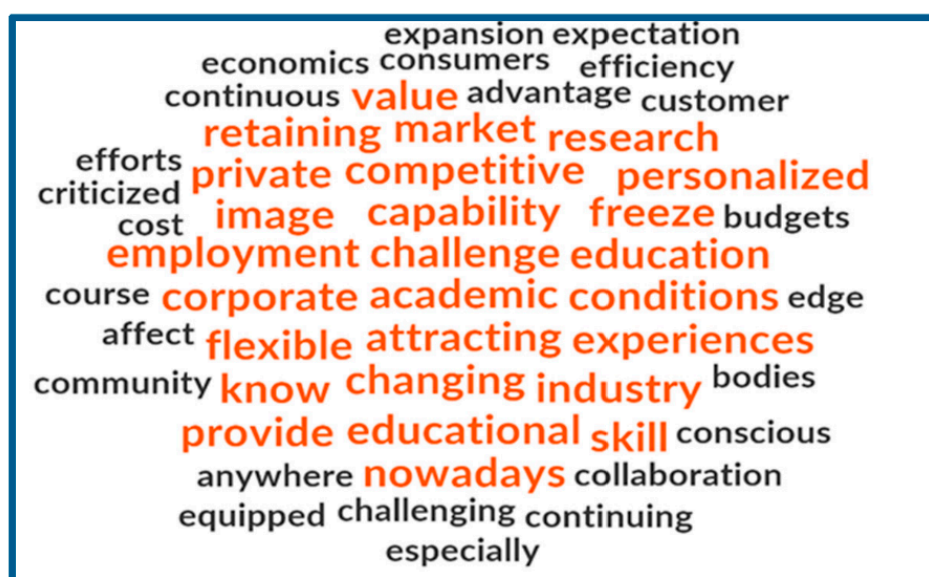 expansion expectation
economics consumers efficiency
continuous value advantage customer
retaining market research
efforts private competitive personalized
criticized
cost image capability freeze budgets
employment challenge education
course corporate academic conditions edge
affect flexible attracting experiences
community know changing industry bodies
provide educational skill conscious
anywhere nowadays collaboration
equipped challenging continuing
especially